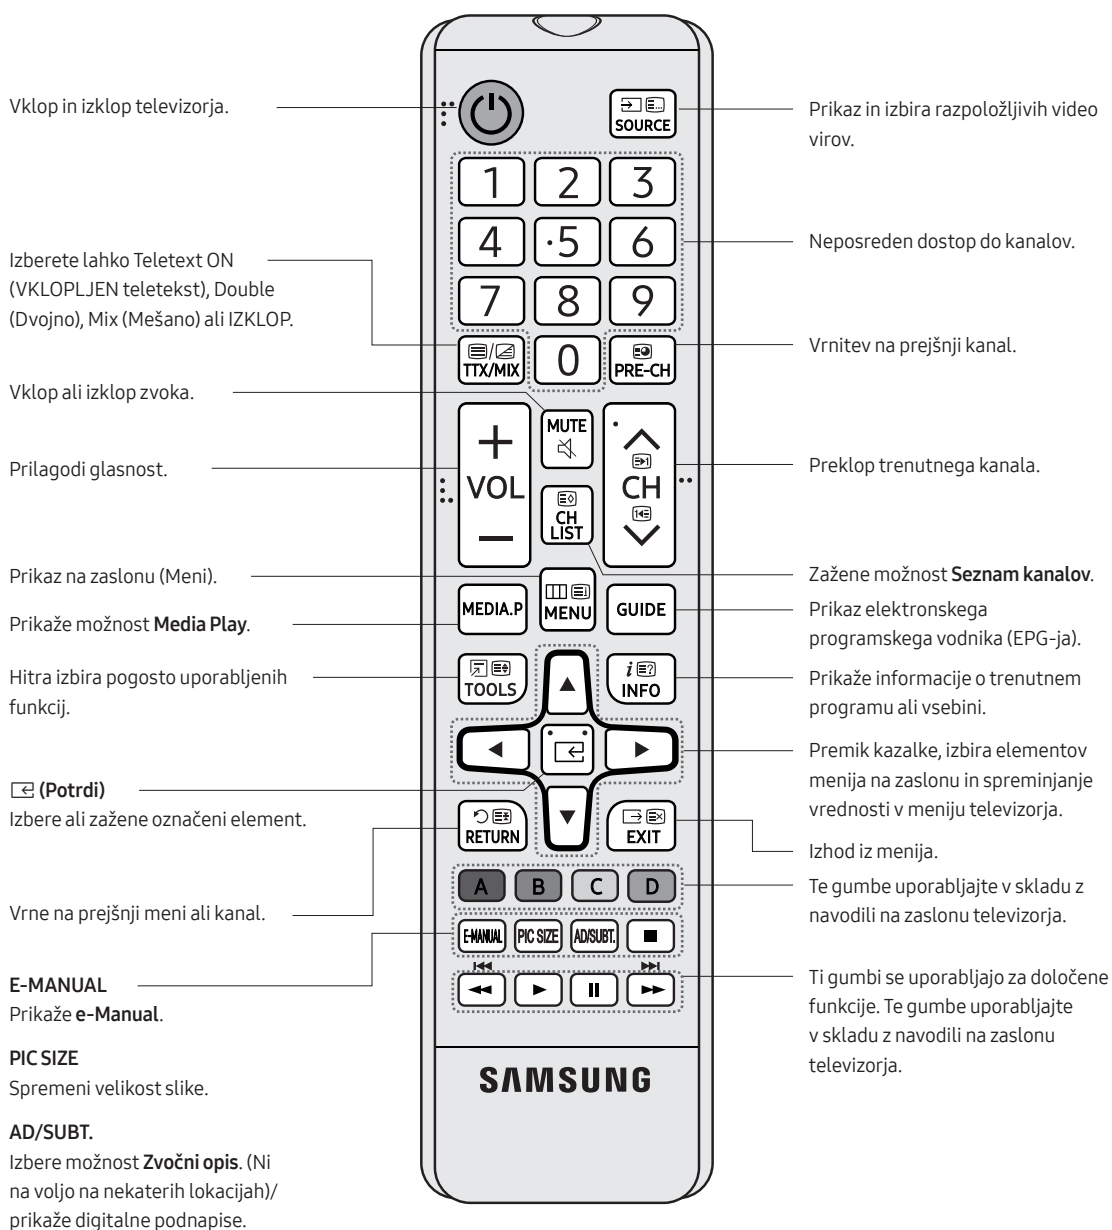 Vklop in izklop televizorja.
Izberete lahko Teletext ON
(VKLOPLJEN teletekst), Double
(Dvojno), Mix (Mešano) ali IZKLOP.
Vklop ali izklop zvoka.
Prilagodi glasnost.
Prikaz na zaslonu (Meni).
Prikaže možnost Media Play.
Hitra izbira pogosto uporabljenih
funkcij.
(Potrdi)
Izbere ali zažene označeni element.
Vrne na prejšnji meni ali kanal.
E-MANUAL
Prikaže e-Manual.
PIC SIZE
Spremeni velikost slike.
AD/SUBT.
Izbere možnost Zvočni opis. (Ni
na voljo na nekaterih lokacijah)/
prikaže digitalne podnapise.
SOURCE
1 2 3
4 5 6
7 8 9
TTX/MIX 0 PRE-CH
MUTE
+
VOL
—
CH
CH
LIST
MEDIA.P MENU GUIDE
TOOLS INFO
RETURN EXIT
A B C D
E-MANUAL PIC SIZE AD/SUBT.
SAMSUNG
Prikaz in izbira razpoložljivih video
virov.
Neposreden dostop do kanalov.
Vrnitev na prejšnji kanal.
Preklop trenutnega kanala.
Zažene možnost Seznam kanalov.
Prikaz elektronskega
programskega vodnika (EPG-ja).
Prikaže informacije o trenutnem
programu ali vsebini.
Premik kazalke, izbira elementov
menija na zaslonu in spreminjanje
vrednosti v meniju televizorja.
Izhod iz menija.
Te gumbe uporabljajte v skladu z
navodili na zaslonu televizorja.
Ti gumbi se uporabljajo za določene
funkcije. Te gumbe uporabljajte
v skladu z navodili na zaslonu
televizorja.